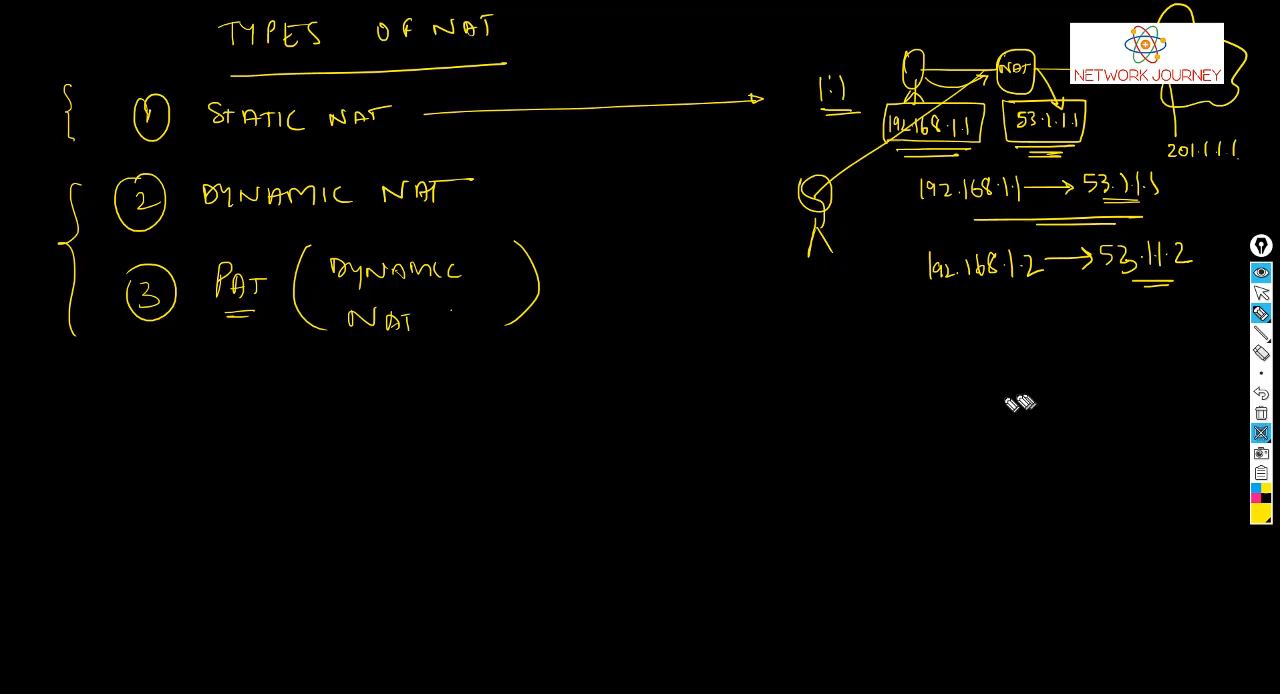 TYPES OF NAT
1 STATIC NAT
2 DYNAMIC NAT
3 PAT (DYNAMIC
NAT
1:1
NAT
192.168.1.1
53.1.1.1
NETWORK JOURNEY
201.1.1.1
192.168.1.1 → 53.1.1.1
192.168.1.2 → 53.1.1.2